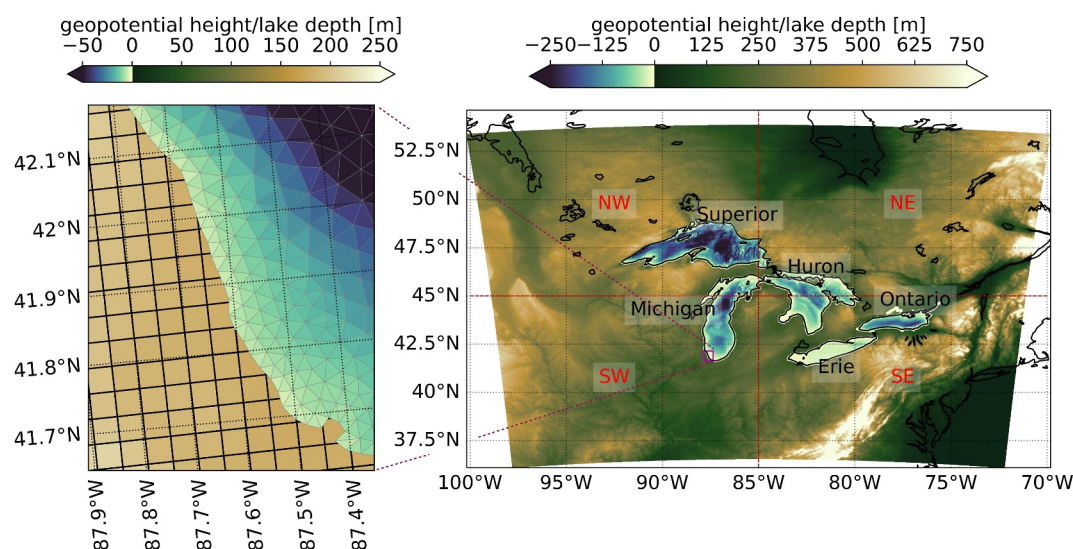 geopotential height/lake depth [m]
−50 0 50 100 150 200 250
42.1°N
42°N
41.9°N
41.8°N
41.7°N
87.9°W 87.8°W 87.7°W 87.6°W 87.5°W 87.4°W
geopotential height/lake depth [m]
−250 −125 0 125 250 375 500 625 750
52.5°N
50°N
47.5°N
45°N
42.5°N
40°N
37.5°N
NW NE
Superior
Huron
Michigan Ontario
Erie
SW SE
100°W 95°W 90°W 85°W 80°W 75°W 70°W